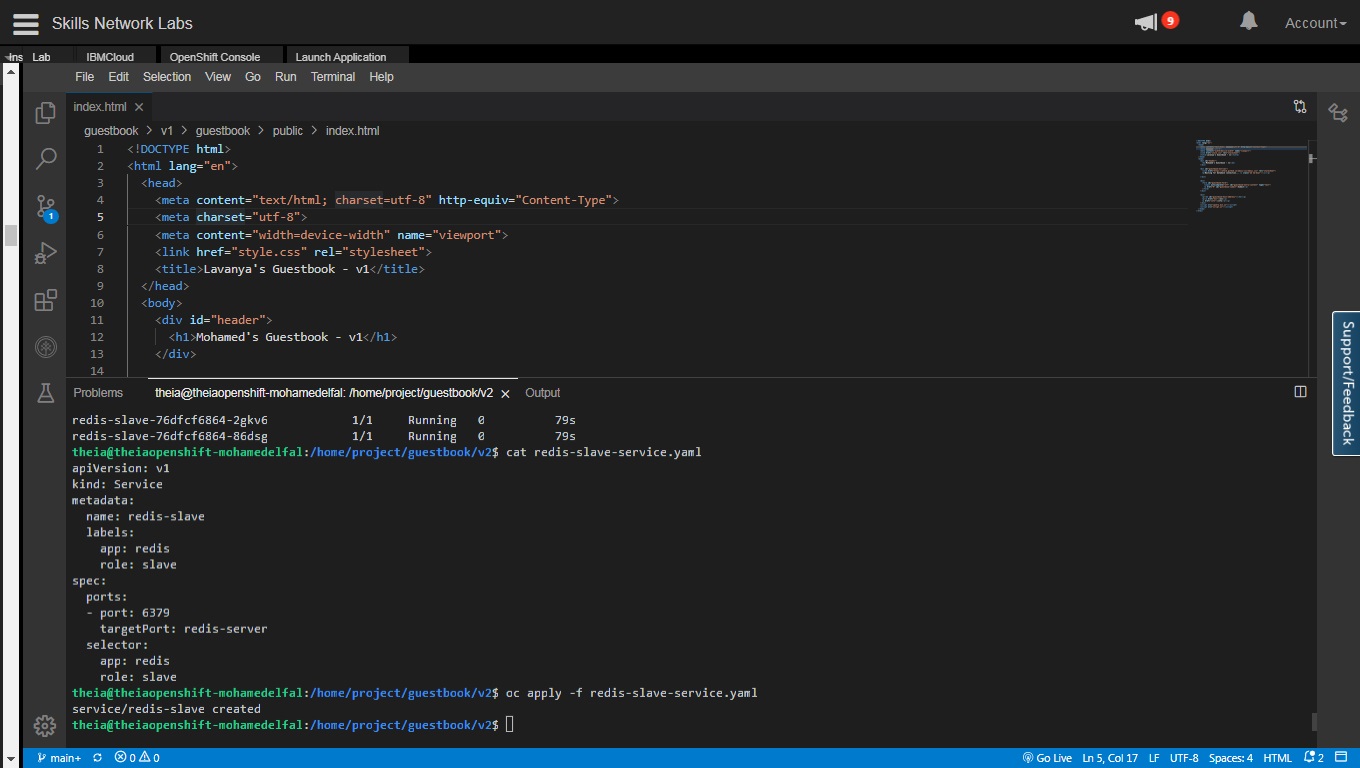 Skills Network Labs
9
Account
Ins Lab IBMCloud OpenShift Console Launch Application
File Edit Selection View Go Run Terminal Help
index.html
guestbook > v1 > guestbook > public > index.html
1 <!DOCTYPE html>
2 <html lang="en">
3 <head>
4 <meta content="text/html; charset=utf-8" http-equiv="Content-Type">
5 <meta charset="utf-8">
6 <meta content="width=device-width" name="viewport">
7 <link href="style.css" rel="stylesheet">
8 <title>Lavanya's Guestbook - v1</title>
9 </head>
10 <body>
11 <div id="header">
12 <h1>Mohamed's Guestbook - v1</h1>
13 </div>
14
1
Support/Feedback
Problems theia@theiaopenshift-mohamedelfal: /home/project/guestbook/v2 Output
redis-slave-76dfcf6864-2gkv6 1/1 Running 0 79s
redis-slave-76dfcf6864-86dsg 1/1 Running 0 79s
theia@theiaopenshift-mohamedelfal:/home/project/guestbook/v2$ cat redis-slave-service.yaml
apiVersion: v1
kind: Service
metadata:
name: redis-slave
labels:
app: redis
role: slave
spec:
ports:
- port: 6379
targetPort: redis-server
selector:
app: redis
role: slave
theia@theiaopenshift-mohamedelfal:/home/project/guestbook/v2$ oc apply -f redis-slave-service.yaml
service/redis-slave created
theia@theiaopenshift-mohamedelfal:/home/project/guestbook/v2$
main+ 0 0 Go Live Ln 5, Col 17 LF UTF-8 Spaces: 4 HTML 2